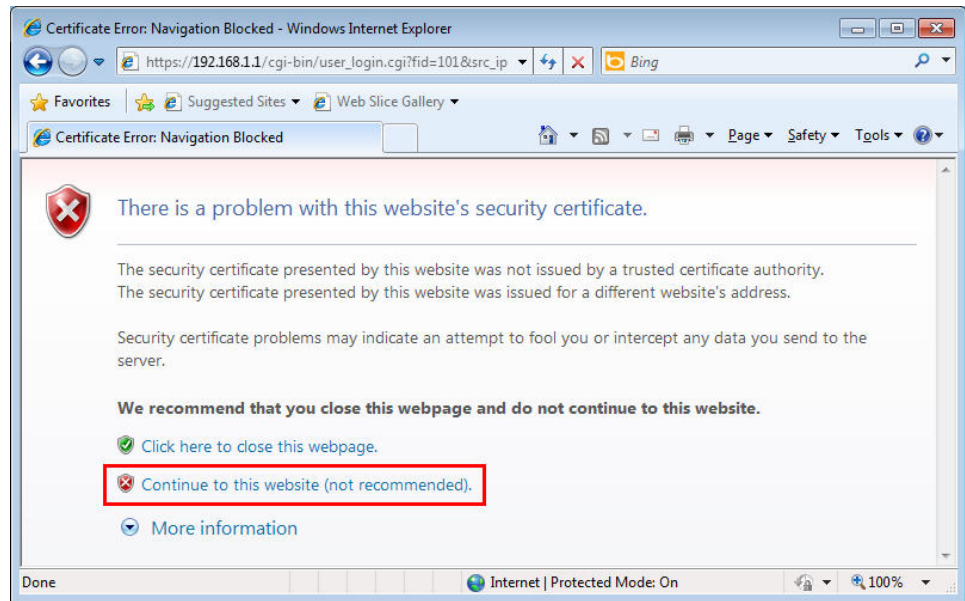 Certificate Error: Navigation Blocked - Windows Internet Explorer
https://192.168.1.1/cgi-bin/user_login.cgi?fid=101&src_ip
Bing
Favorites Suggested Sites Web Slice Gallery
Certificate Error: Navigation Blocked Page Safety Tools
There is a problem with this website's security certificate.
The security certificate presented by this website was not issued by a trusted certificate authority.
The security certificate presented by this website was issued for a different website's address.
Security certificate problems may indicate an attempt to fool you or intercept any data you send to the
server.
We recommend that you close this webpage and do not continue to this website.
Click here to close this webpage.
Continue to this website (not recommended).
More information
Done Internet | Protected Mode: On 100%